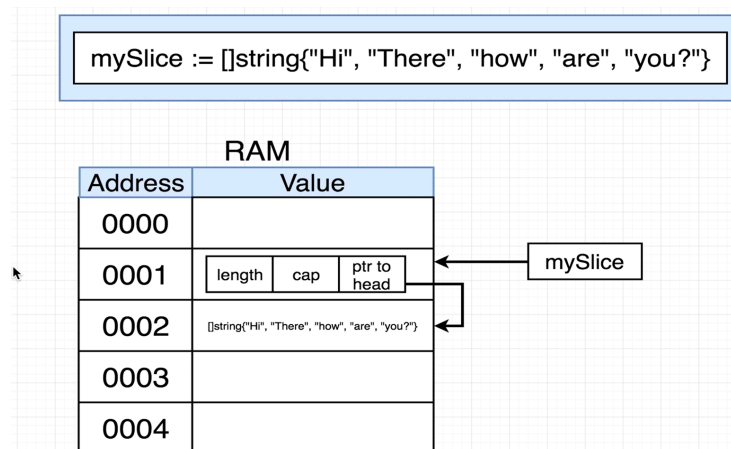 mySlice := []string{"Hi", "There", "how", "are", "you?"}
RAM
Address Value
0000
0001 length cap ptr to head
mySlice
0002 []string{"Hi", "There", "how", "are", "you?"}
0003
0004